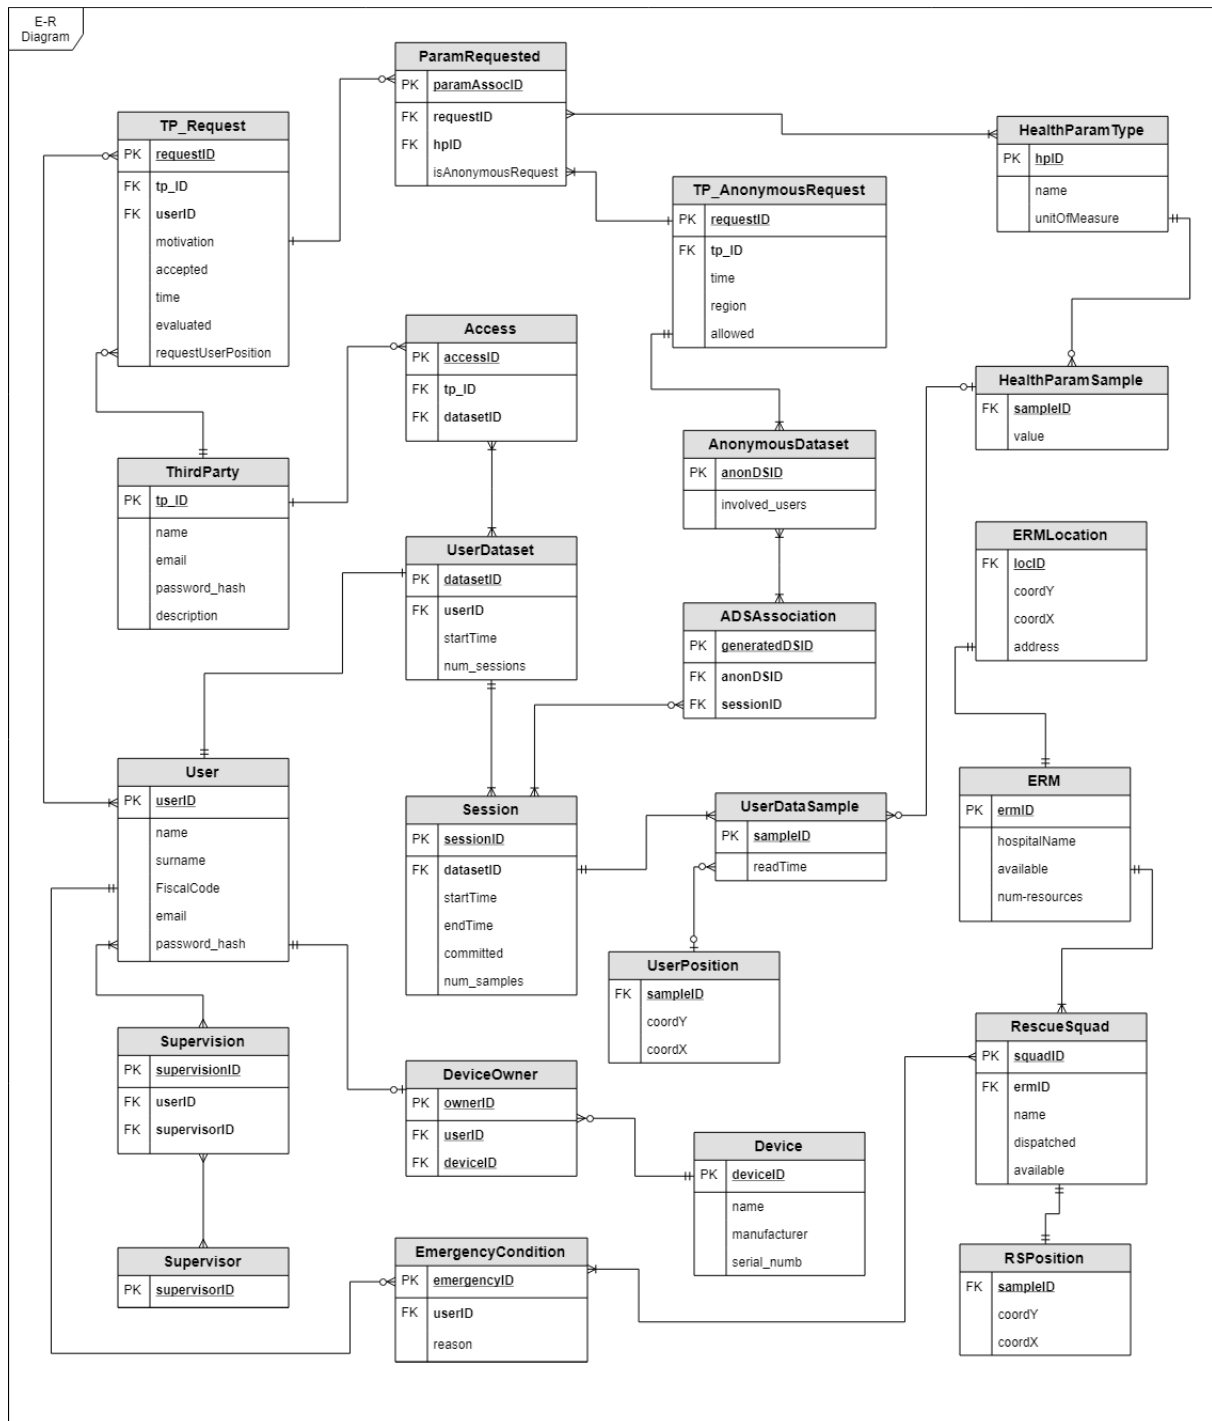 E-R
Diagram
ParamRequested
PK paramAssocID
FK requestID
FK hpID
isAnonymousRequest
TP_Request
PK requestID
FK tp_ID
FK userID
motivation
accepted
time
evaluated
requestUserPosition
HealthParamType
PK hpID
name
unitOfMeasure
TP_AnonymousRequest
PK requestID
FK tp_ID
time
region
allowed
Access
PK accessID
FK tp_ID
FK datasetID
HealthParamSample
FK sampleID
value
ThirdParty
PK tp_ID
name
email
password_hash
description
AnonymousDataset
PK anonDSID
involved_users
UserDataset
PK datasetID
FK userID
startTime
num_sessions
ERMLocation
FK locID
coordY
coordX
address
ADSAssociation
PK generatedDSID
FK anonDSID
FK sessionID
User
PK userID
name
surname
FiscalCode
email
password_hash
Session
PK sessionID
FK datasetID
startTime
endTime
committed
num_samples
UserDataSample
PK sampleID
readTime
ERM
PK ermID
hospitalName
available
num-resources
UserPosition
FK sampleID
coordY
coordX
Supervision
PK supervisionID
FK userID
FK supervisorID
DeviceOwner
PK ownerID
FK userID
FK deviceID
RescueSquad
PK squadID
FK ermID
name
dispatched
available
Device
PK deviceID
name
manufacturer
serial_numb
Supervisor
PK supervisorID
EmergencyCondition
PK emergencyID
FK userID
reason
RSPosition
FK sampleID
coordY
coordX